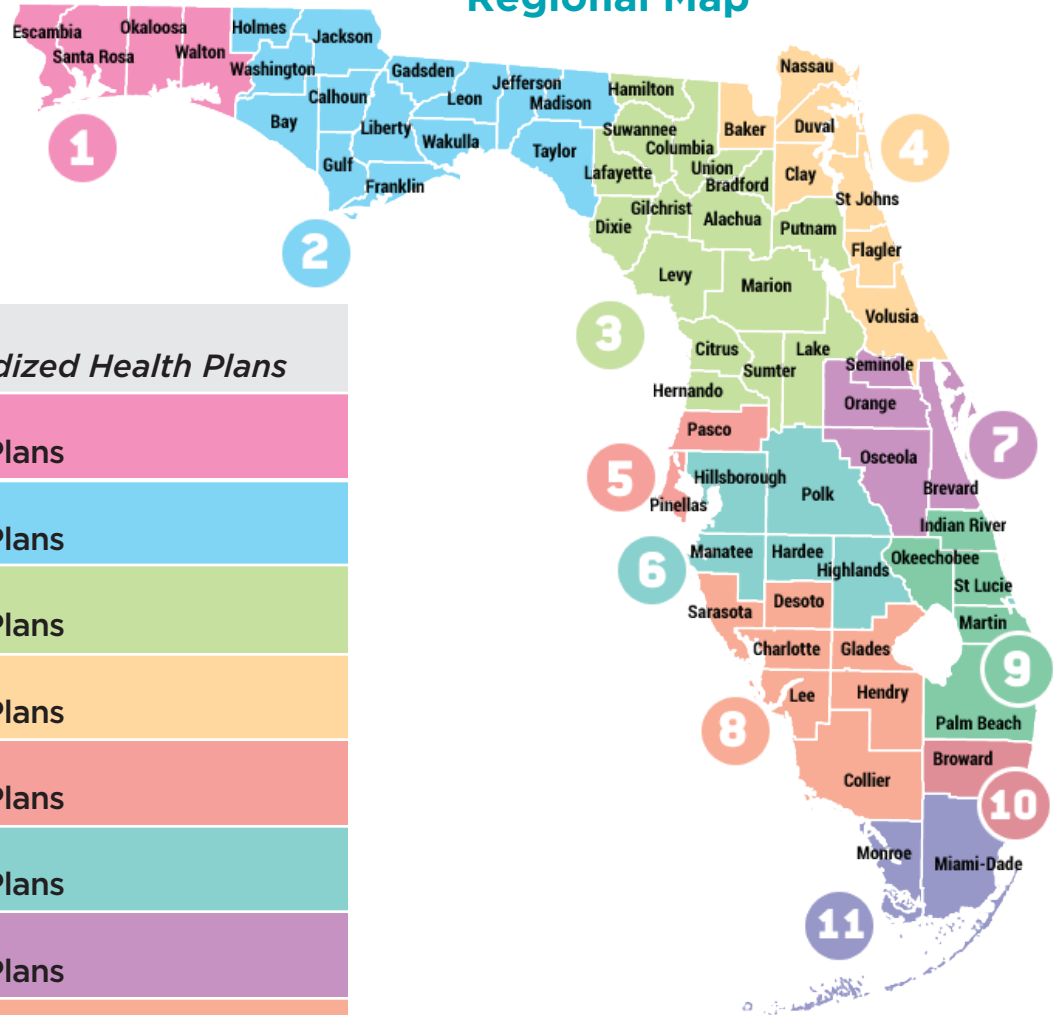 Regional Map
Escambia
Okaloosa
Holmes
Jackson
Santa Rosa
Walton
Washington
Gadsden
Jefferson
Calhoun
Leon
Madison
Bay
Liberty
Wakulla
Taylor
Gulf
Franklin
1
2
Hamilton
Suwannee
Columbia
Lafayette
Union
Bradford
Gilchrist
Dixie
Alachua
Putnam
Levy
Marion
Citrus
Lake
Sumter
Hernando
3
Nassau
Baker
Duval
Clay
St Johns
Flagler
Volusia
4
Seminole
Orange
Osceola
Brevard
7
Pasco
Pinellas
5
Hillsborough
Polk
Manatee
Hardee
Highlands
6
Indian River
Okeechobee
St Lucie
Martin
Palm Beach
9
Sarasota
Desoto
Charlotte
Glades
Lee
Hendry
Collier
8
Broward
10
Monroe
Miami-Dade
11
dized Health Plans
Plans
Plans
Plans
Plans
Plans
Plans
Plans